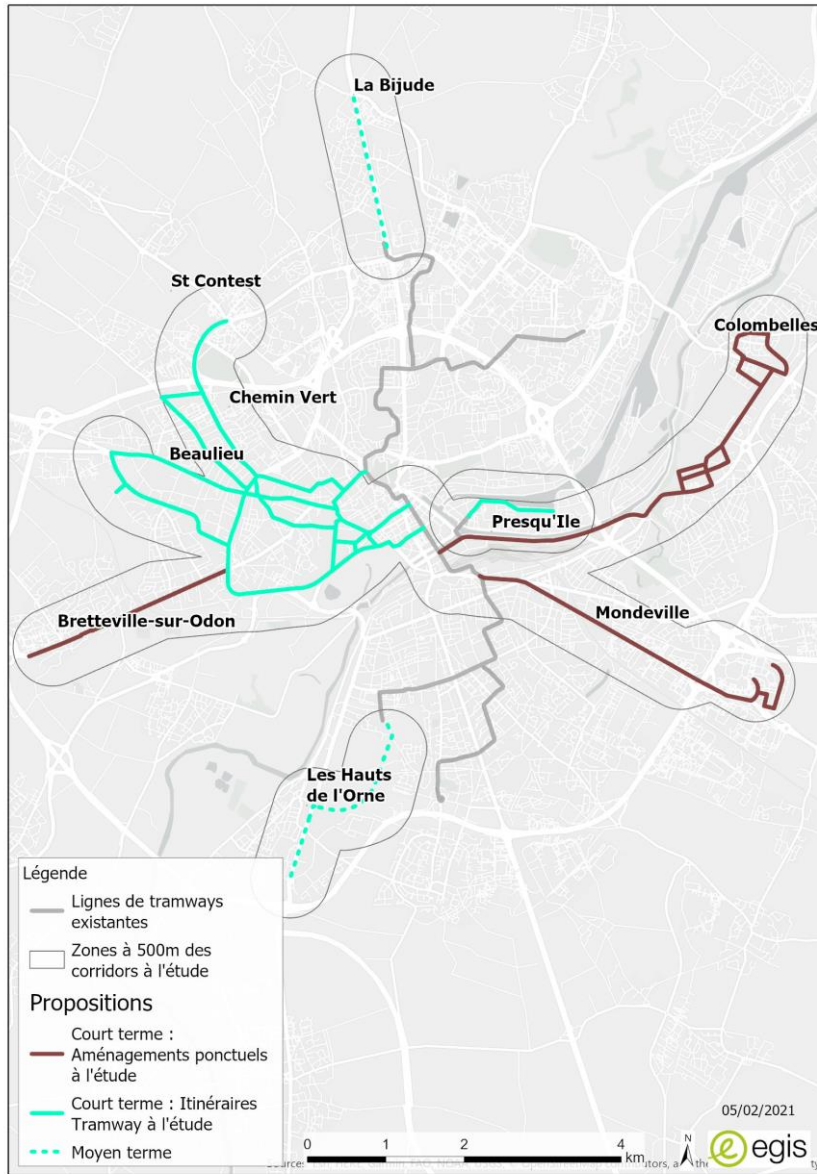 La Bijude
St Contest
Colombelles
Chemin Vert
Beaulieu
Presqu'Ile
Bretteville-sur-Odon
Mondeville
Les Hauts
de l'Orne
Légende
Lignes de tramways
existantes
Zones à 500m des
corridors à l'étude
Propositions
Court terme :
Aménagements ponctuels
à l'étude
Court terme : Itinéraires
Tramway à l'étude
Moyen terme
05/02/2021
0 1 2 4
km
N
egis